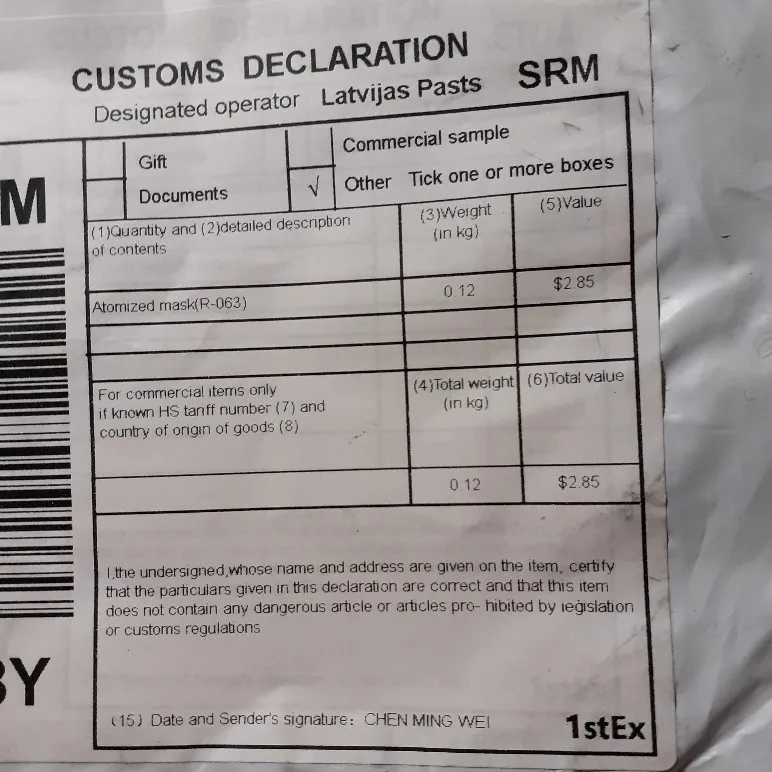 CUSTOMS DECLARATION
Designated operator Latvijas Pasts SRM
Gift
Commercial sample
Documents
√ Other Tick one or more boxes
(1)Quantity and (2)detailed description
of contents
(3)Weight
(in kg)
(5)Value
Atomized mask(R-063)
0.12
$2.85
For commercial items only
if known HS tariff number (7) and
country of origin of goods (8)
(4)Total weight
(in kg)
(6)Total value
0.12
$2.85
I,the undersigned,whose name and address are given on the item, certify
that the particulars given in this declaration are correct and that this item
does not contain any dangerous article or articles pro- hibited by legislation
or customs regulations
(15) Date and Sender's signature: CHEN MING WEI
1stEx
M
BY